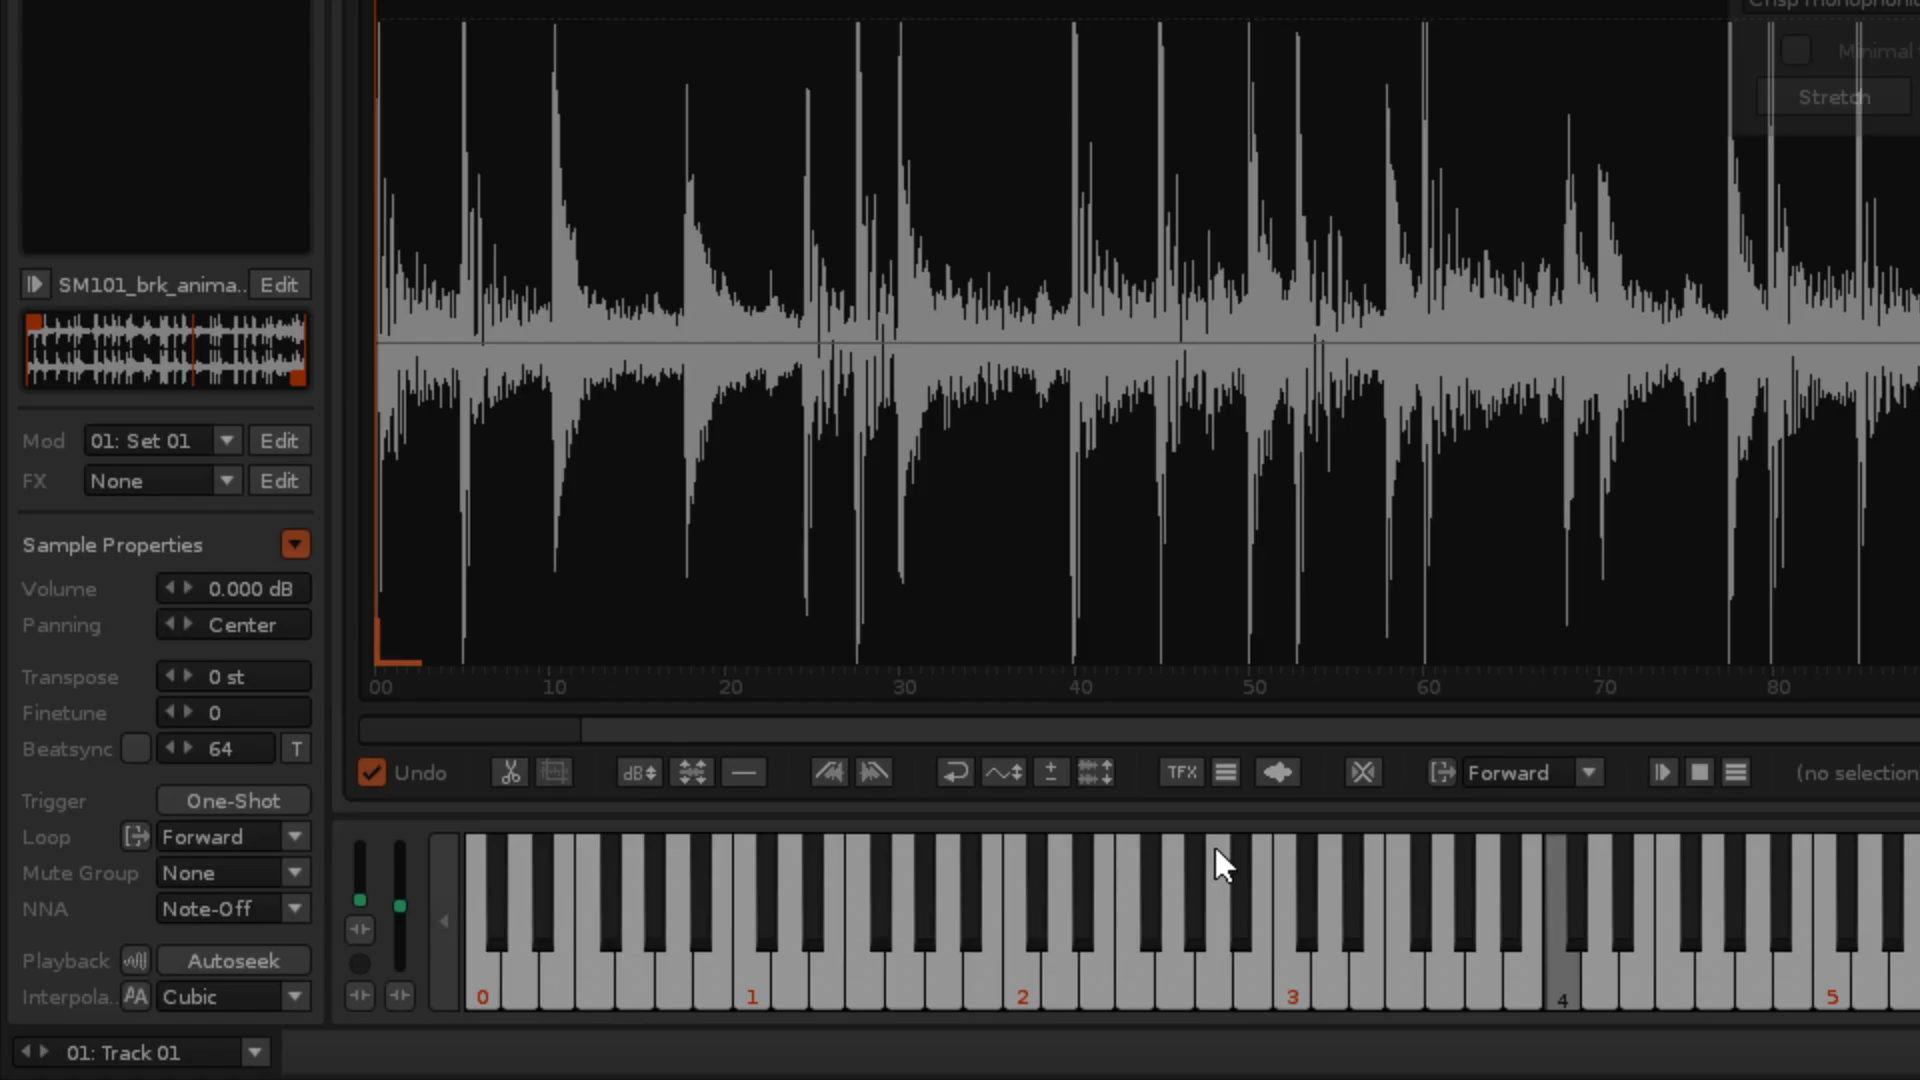 Crisp monophonic
Minimal
Stretch
SM101_brk_anima.. Edit
Mod 01: Set 01 Edit
FX None Edit
Sample Properties
Volume 0.000 dB
Panning Center
Transpose 0 st
Finetune 0
Beatsync 64 T
00 10 20 30 40 50 60 70 80
Undo dB TFX Forward (no selection
Trigger One-Shot
Loop Forward
Mute Group None
NNA Note-Off
Playback Autoseek
Interpola.. AA Cubic
0 1 2 3 4 5
01: Track 01